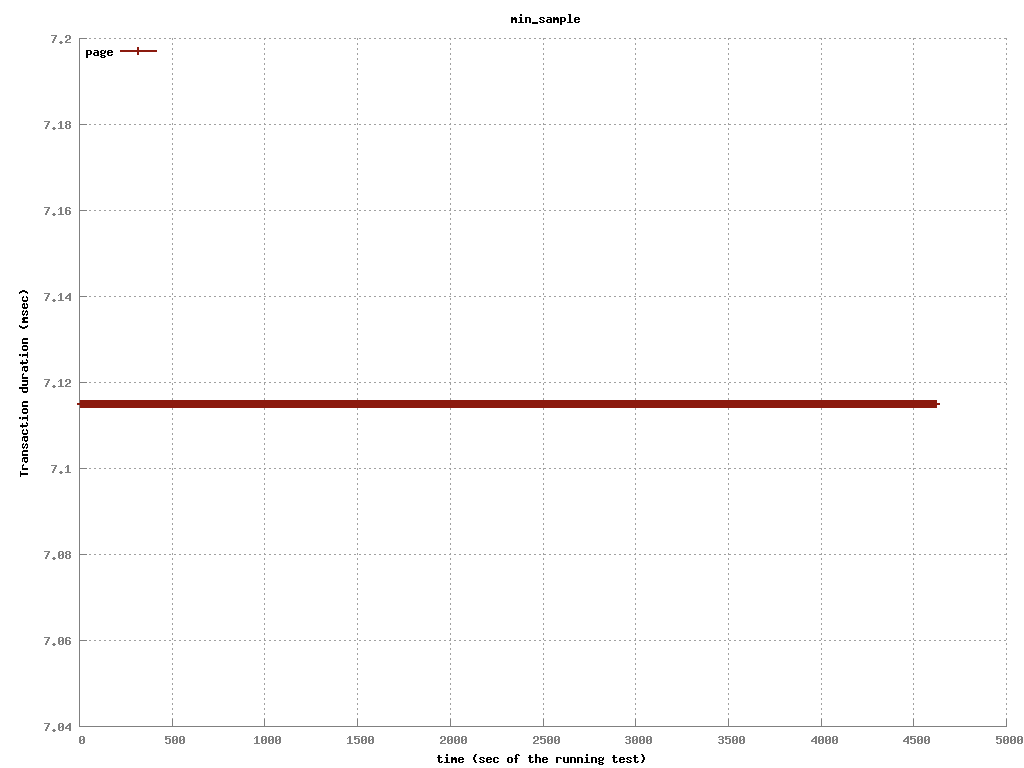 min_sample
page
7.2
7.18
7.16
7.14
7.12
7.1
7.08
7.06
7.04
Transaction duration (msec)
0 500 1000 1500 2000 2500 3000 3500 4000 4500 5000
time (sec of the running test)